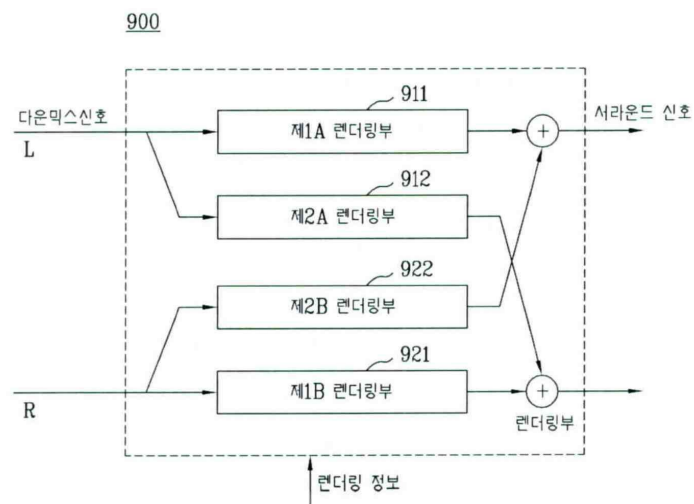 900
911
다운믹스신호
제1A 렌더링부
+
서라운드 신호
L
912
제2A 렌더링부
922
제2B 렌더링부
921
제1B 렌더링부
+
R
렌더링부
렌더링 정보